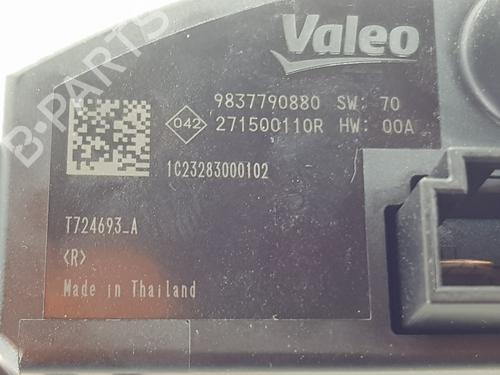 Valeo
9837790880 SW: 70
042 271500110R HW: 00A
1C23283000102
T724693_A
<R>
Made in Thailand
B-PARTS